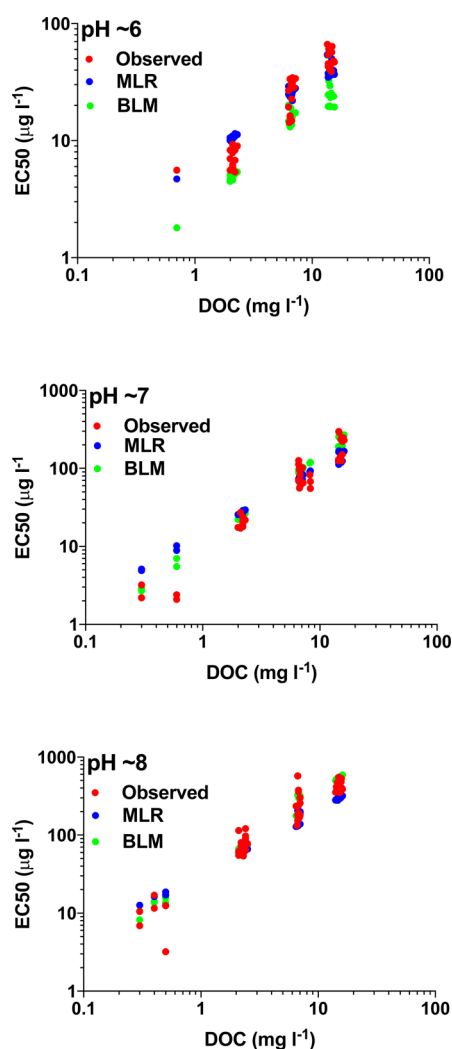 pH ~6
Observed
MLR
BLM
EC50 (µg l⁻¹)
100
10
1
0.1 1 10 100
DOC (mg l⁻¹)
pH ~7
Observed
MLR
BLM
EC50 (µg l⁻¹)
1000
100
10
1
0.1 1 10 100
DOC (mg l⁻¹)
pH ~8
Observed
MLR
BLM
EC50 (µg l⁻¹)
1000
100
10
1
0.1 1 10 100
DOC (mg l⁻¹)